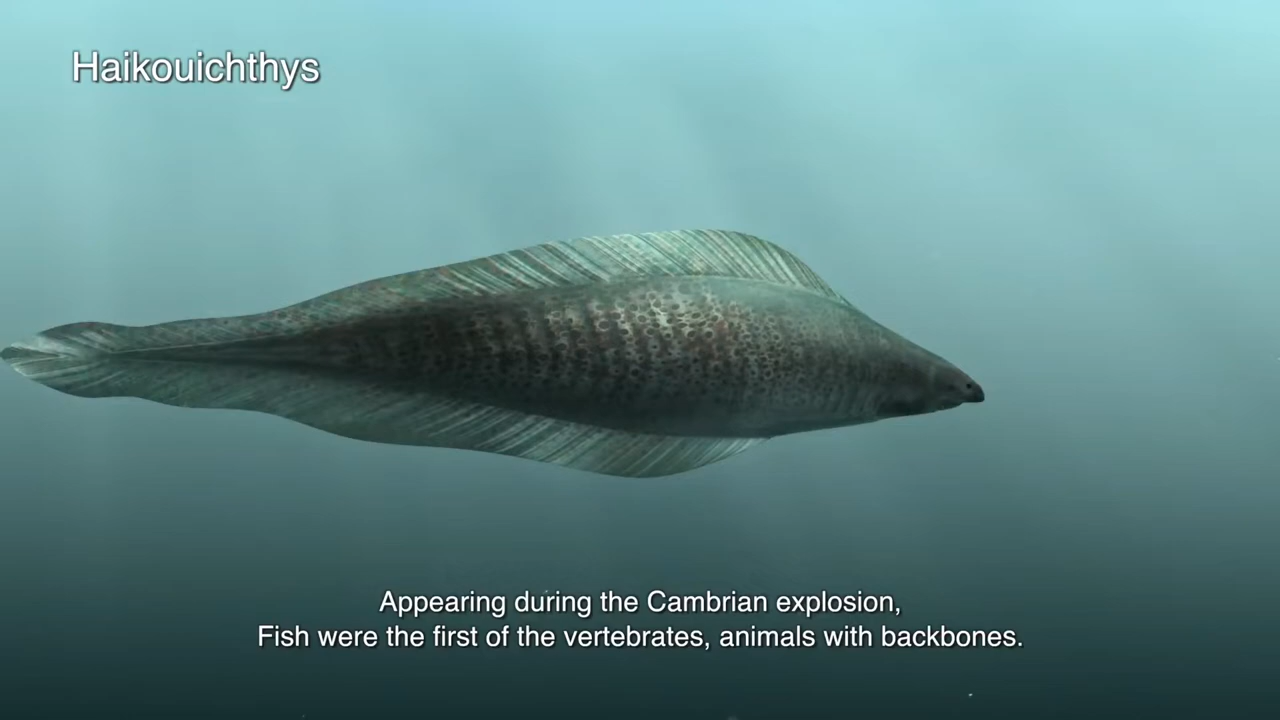 Haikouichthys
Appearing during the Cambrian explosion,
Fish were the first of the vertebrates, animals with backbones.